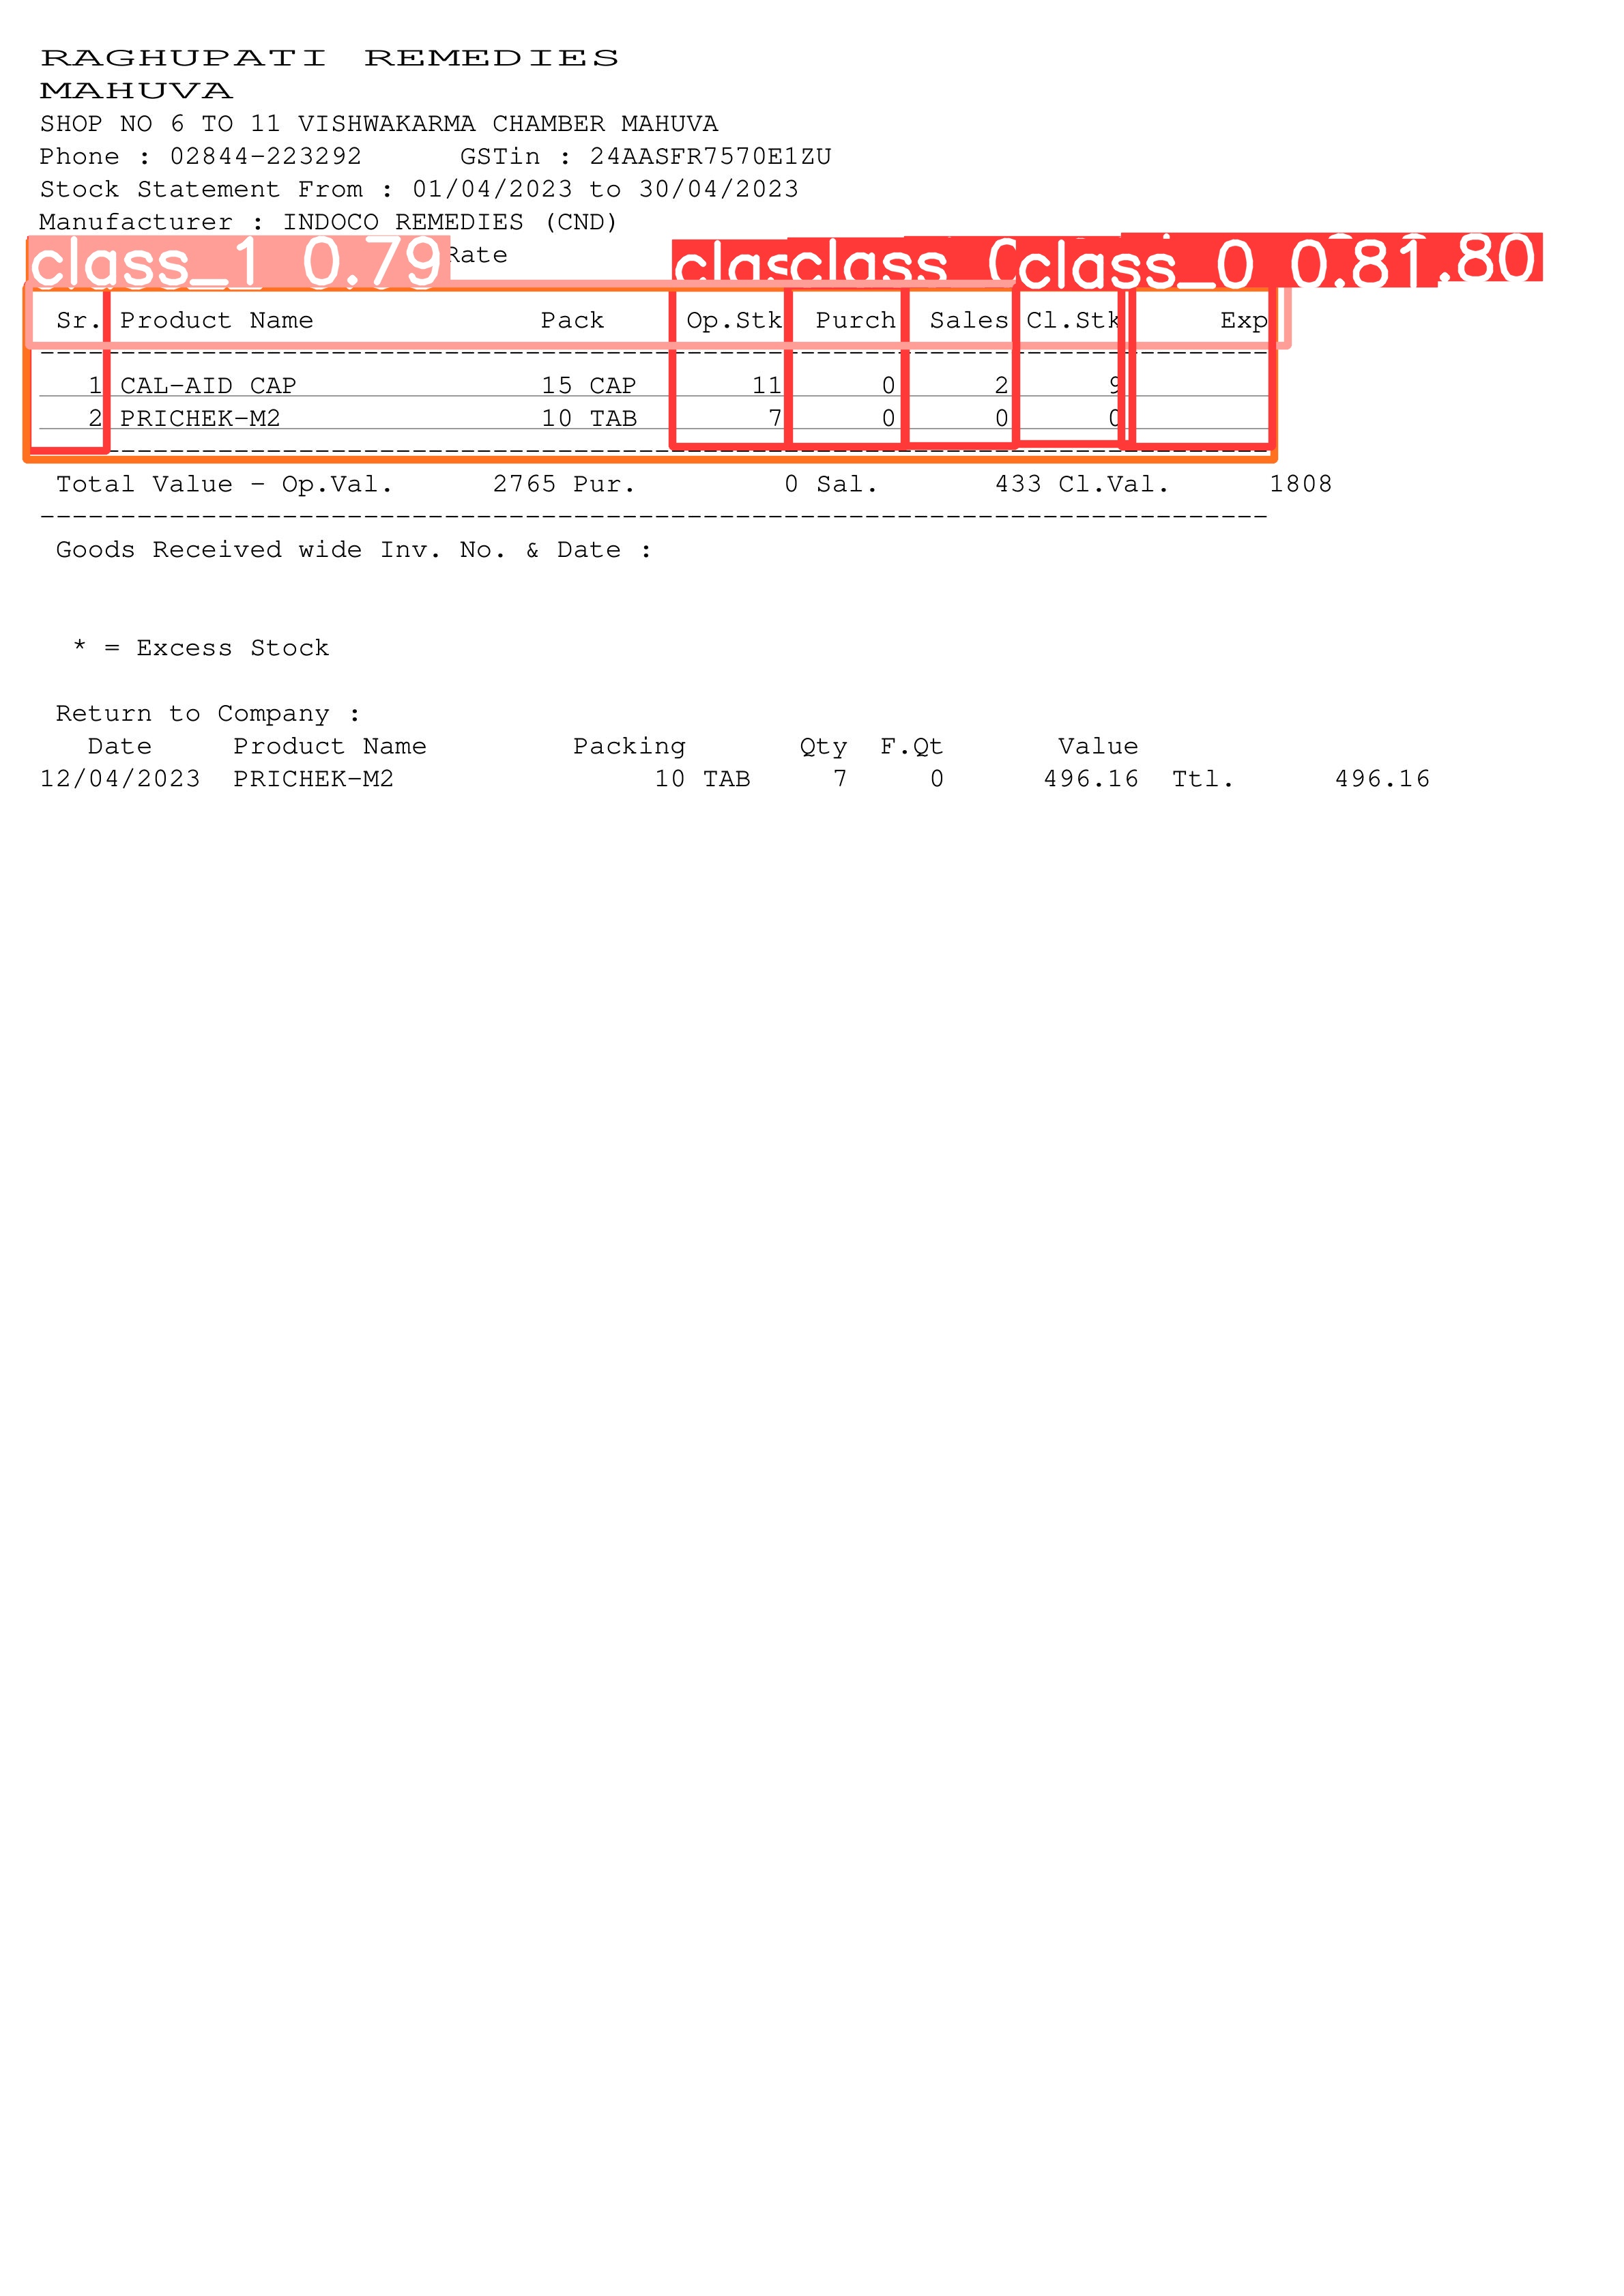 RAGHUPATI REMEDIES
MAHUVA
SHOP NO 6 TO 11 VISHWAKARMA CHAMBER MAHUVA
Phone : 02844-223292 GSTin : 24AASFR7570E1ZU
Stock Statement From : 01/04/2023 to 30/04/2023
Manufacturer : INDOCO REMEDIES (CND)
class_1 0.79 Rate class class_0 0.81 .80
Sr. Product Name Pack Op.Stk Purch Sales Cl.Stk Exp
1 CAL-AID CAP 15 CAP 11 0 2 9
2 PRICHEK-M2 10 TAB 7 0 0 0
Total Value - Op.Val. 2765 Pur. 0 Sal. 433 Cl.Val. 1808
Goods Received wide Inv. No. & Date :
* = Excess Stock
Return to Company :
Date Product Name Packing Qty F.Qt Value
12/04/2023 PRICHEK-M2 10 TAB 7 0 496.16 Ttl. 496.16